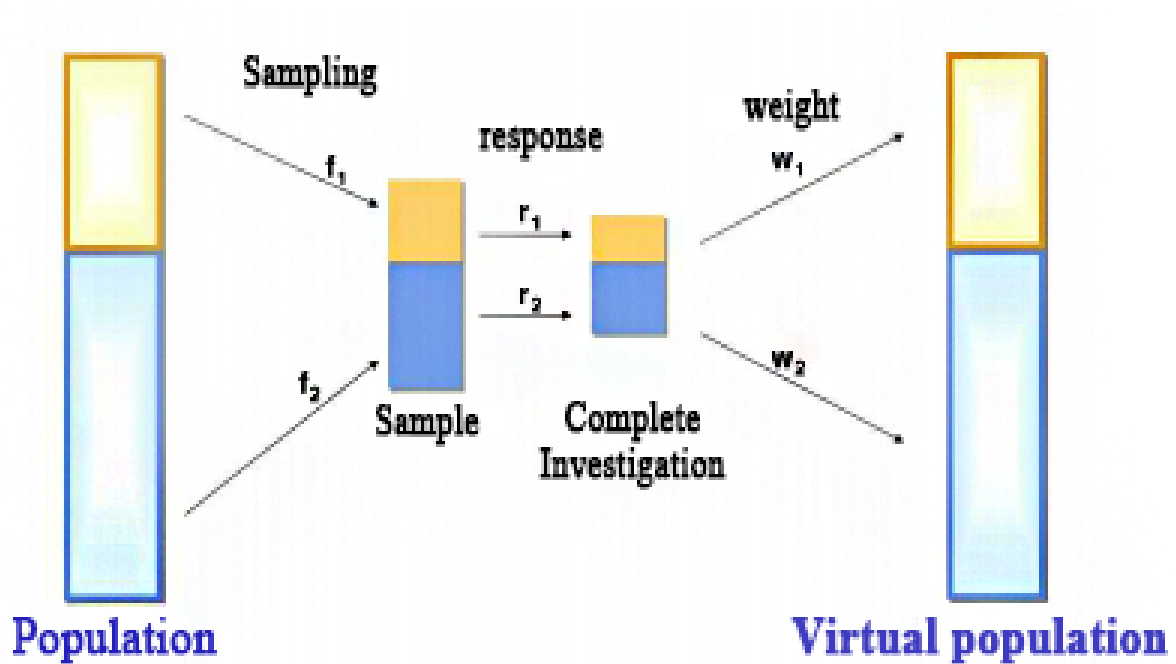 Sampling
response
weight
f₁
r₁
w₁
r₂
f₂
w₂
Sample
Complete
Investigation
Population
Virtual population